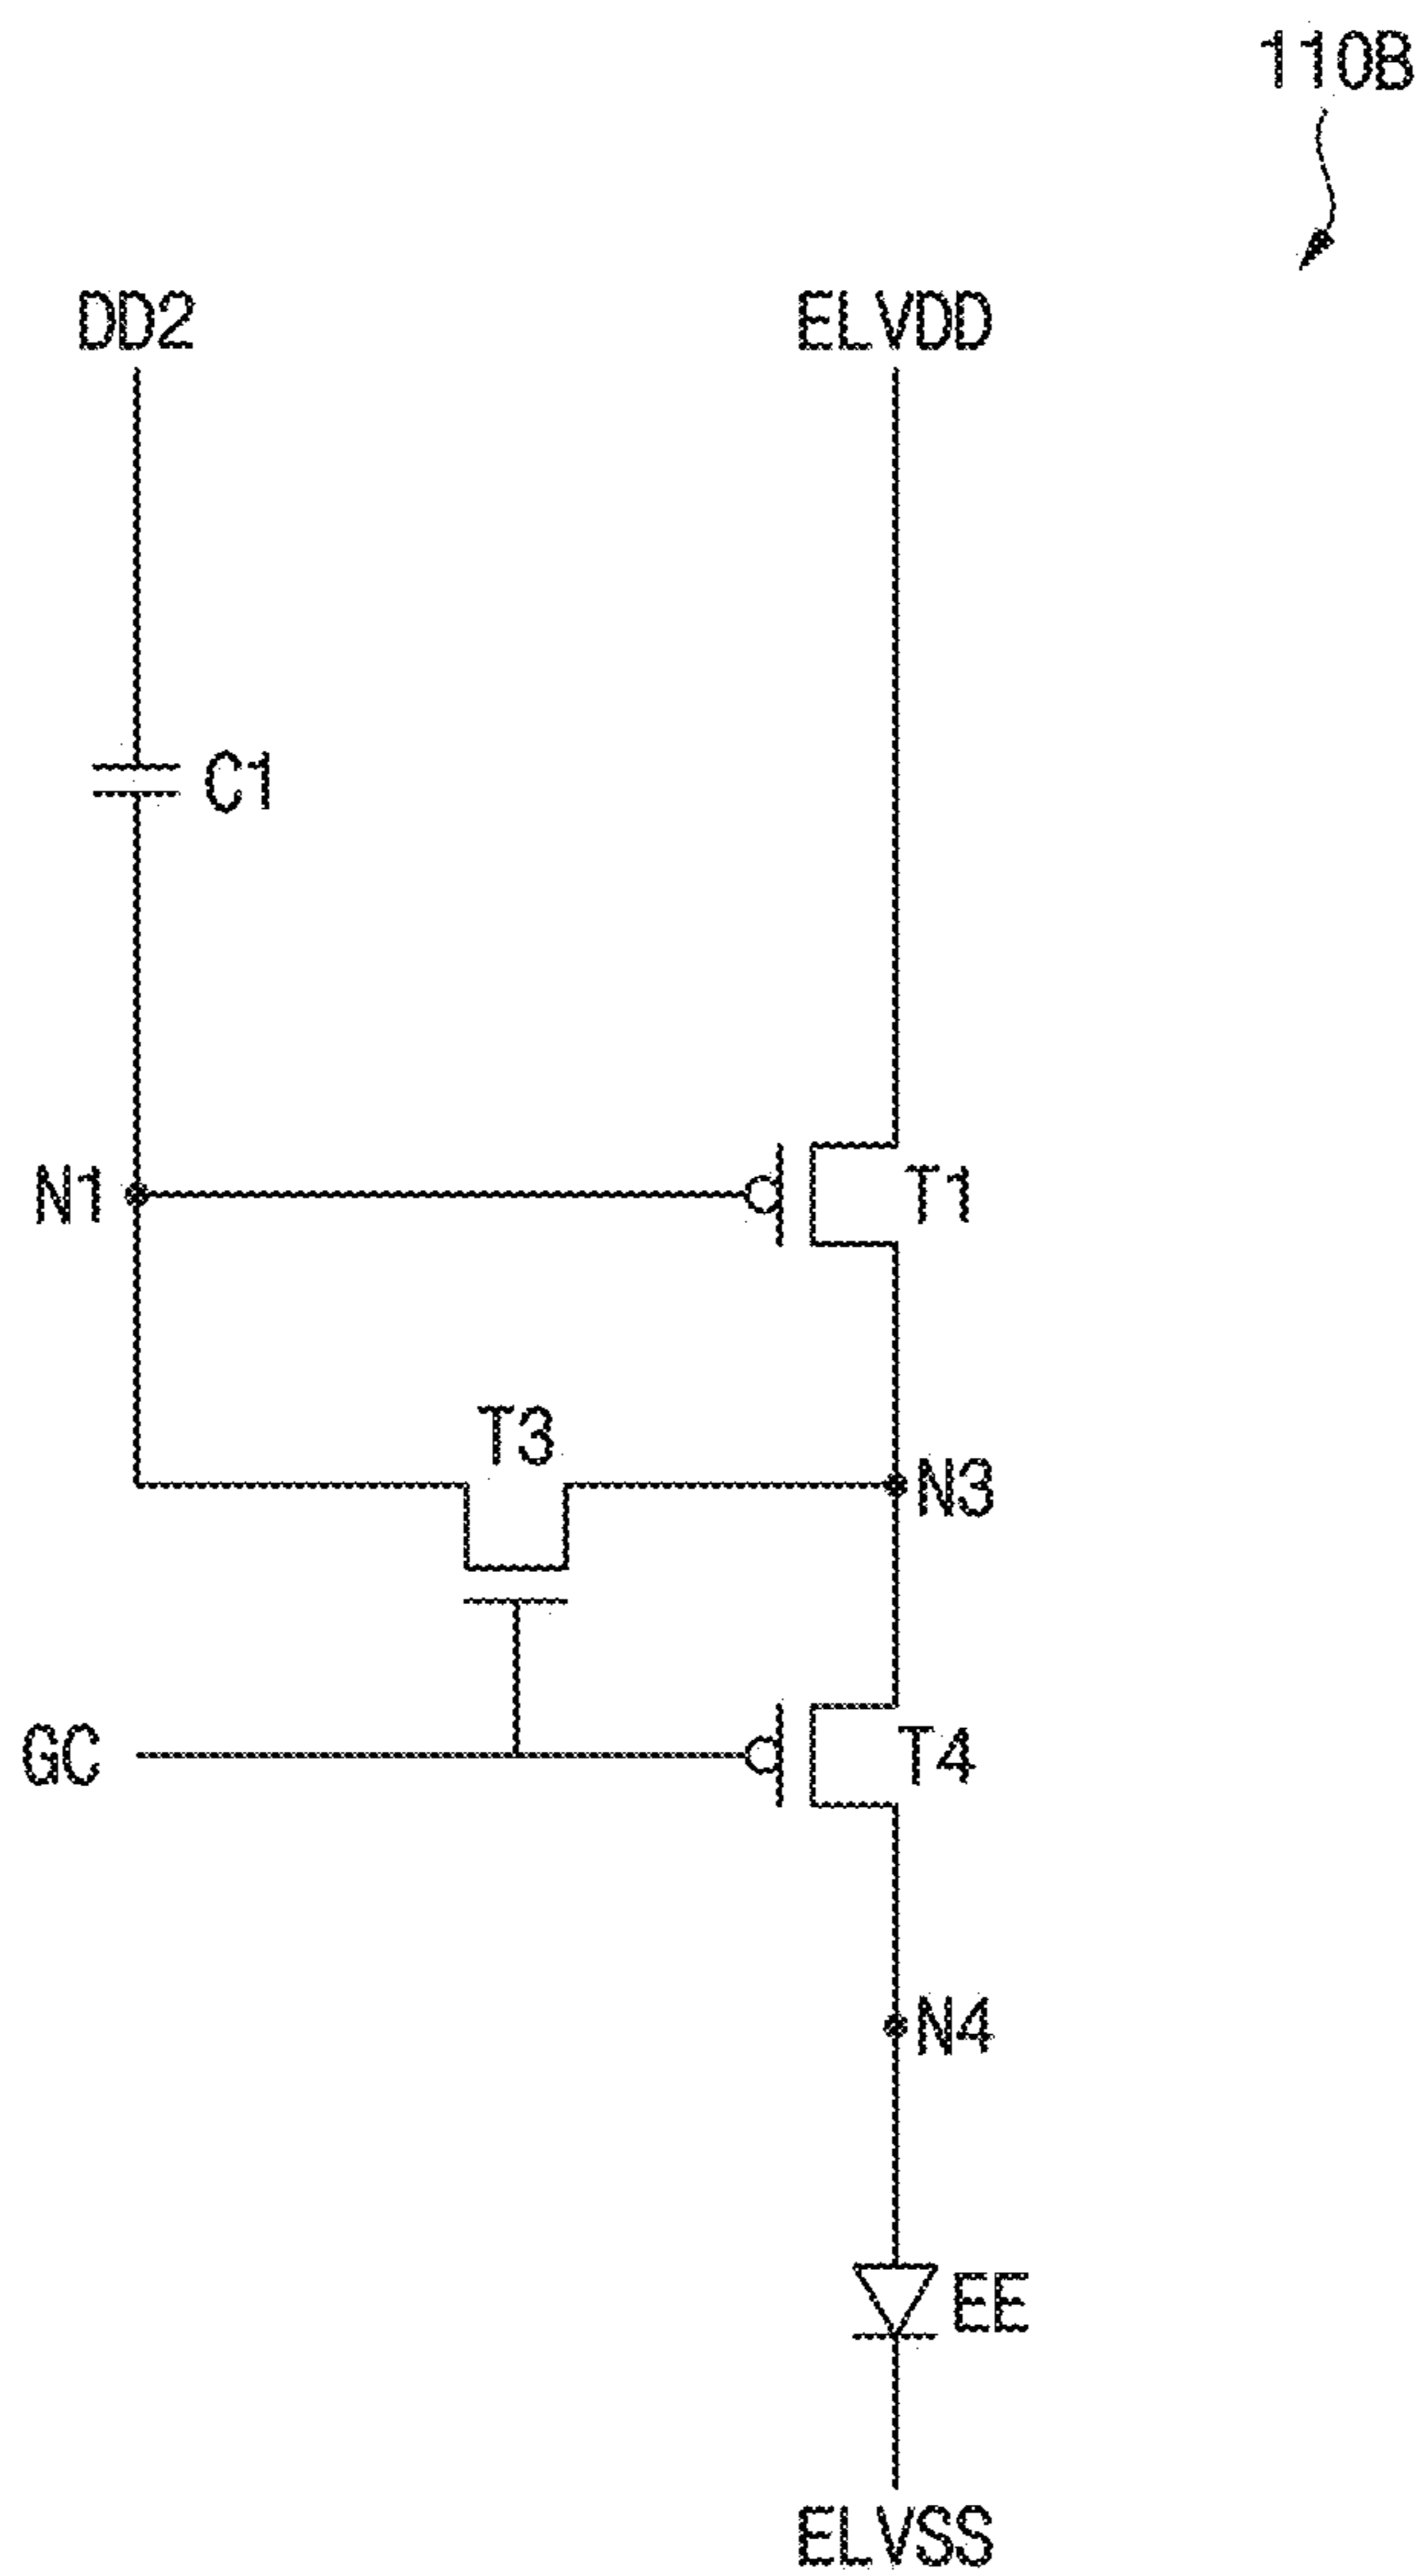 110B
DD2
ELVDD
C1
N1
T1
T3
N3
GC
T4
N4
EE
ELVSS